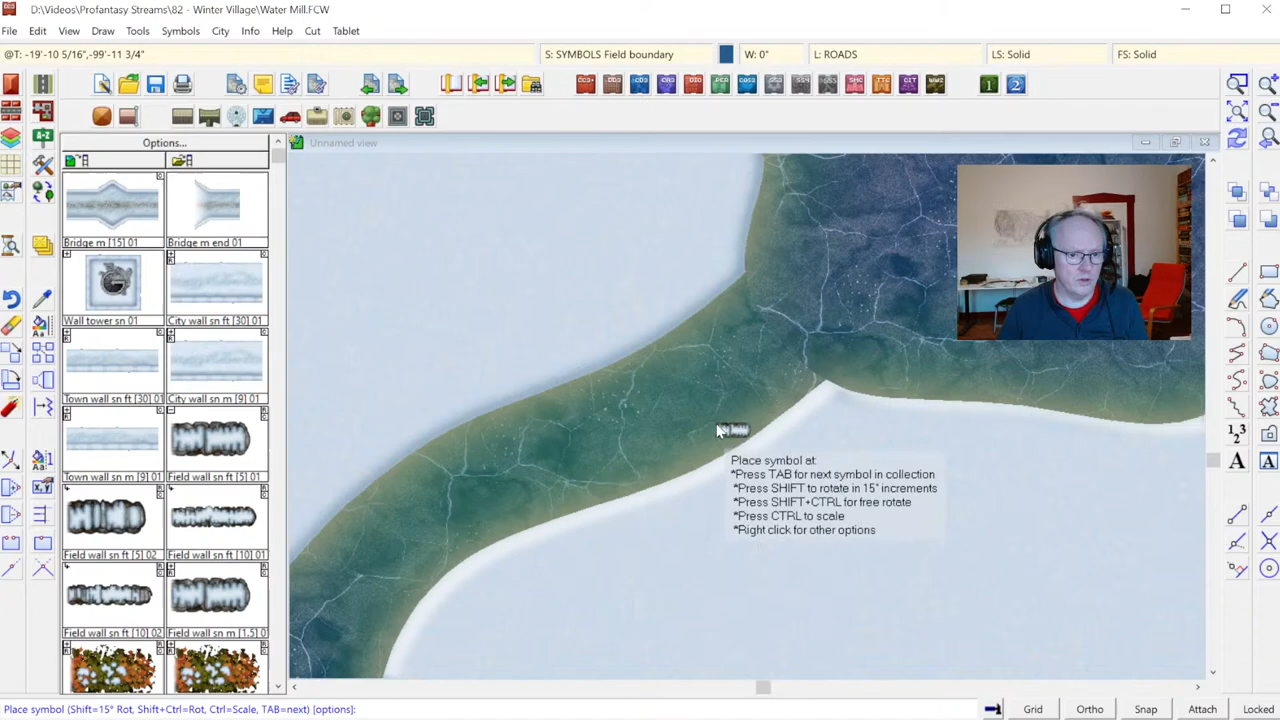 D:\Videos\Profantasy Streams\82 - Winter Village\Water Mill.FCW
File Edit View Draw Tools Symbols City Info Help Cut Tablet
@T: -19'-10 5/16",-99'-11 3/4" S: SYMBOLS Field boundary W: 0" L: ROADS LS: Solid FS: Solid
1 2
Options...
Unnamed view
Bridge m [15] 01 Bridge m end 01
Wall tower sn 01 City wall sn ft [30] 01
Town wall sn ft [30] 01 City wall sn m [9] 01
Town wall sn m [9] 01 Field wall sn ft [5] 01
Field wall sn ft [5] 02 Field wall sn ft [10] 01
Field wall sn ft [10] 02 Field wall sn m [1.5] 0
Place symbol at:
*Press TAB for next symbol in collection
*Press SHIFT to rotate in 15° increments
*Press SHIFT+CTRL for free rotate
*Press CTRL to scale
*Right click for other options
Place symbol (Shift=15° Rot, Shift+Ctrl=Rot, Ctrl=Scale, TAB=next) [options]:
Grid Ortho Snap Attach Locked